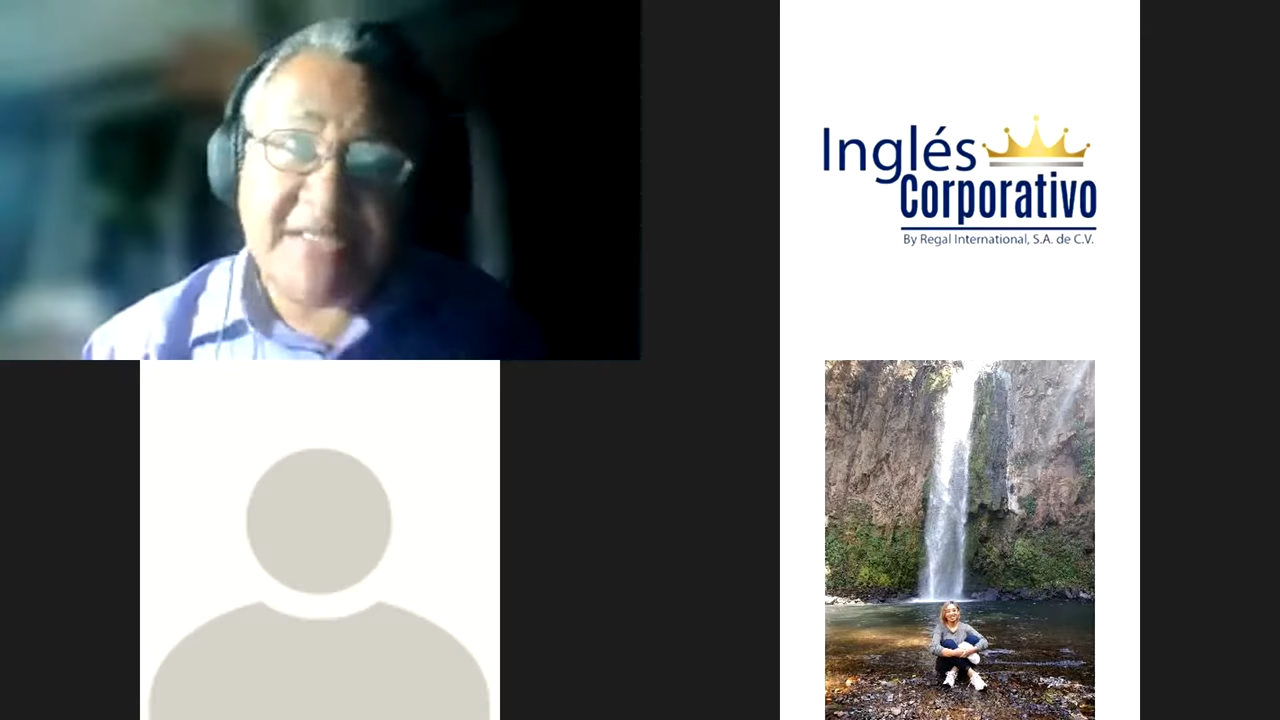 Inglés
Corporativo
By Regal International, S.A. de C.V.